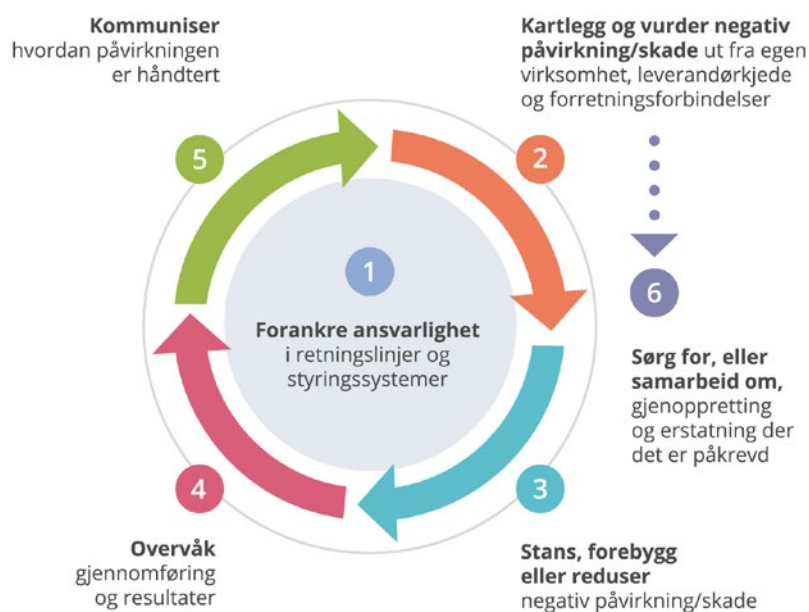 Kommuniser
hvordan påvirkningen
er håndtert
5
Kartlegg og vurder negativ
påvirkning/skade ut fra egen
virksomhet, leverandørkjede
og forretningsforbindelser
2
1
Forankre ansvarlighet
i retningslinjer og
styringssystemer
6
Sørg for, eller
samarbeid om,
gjenoppretting
og erstatning der
det er påkrevd
4
Overvåk
gjennomføring
og resultater
3
Stans, forebygg
eller reduser
negativ påvirkning/skade